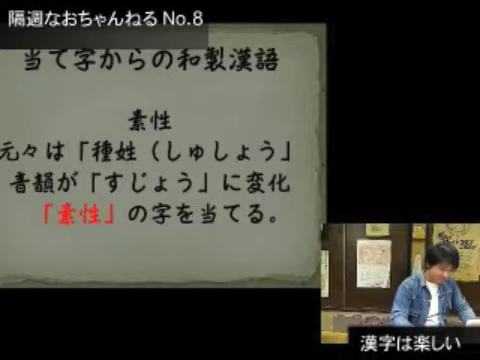 隔週なおちゃんねる No.8
当て字からの和製漢語
素性
元々は「種姓（しゅしょう」
音韻が「すじょう」に変化
「素性」の字を当てる。
漢字は楽しい